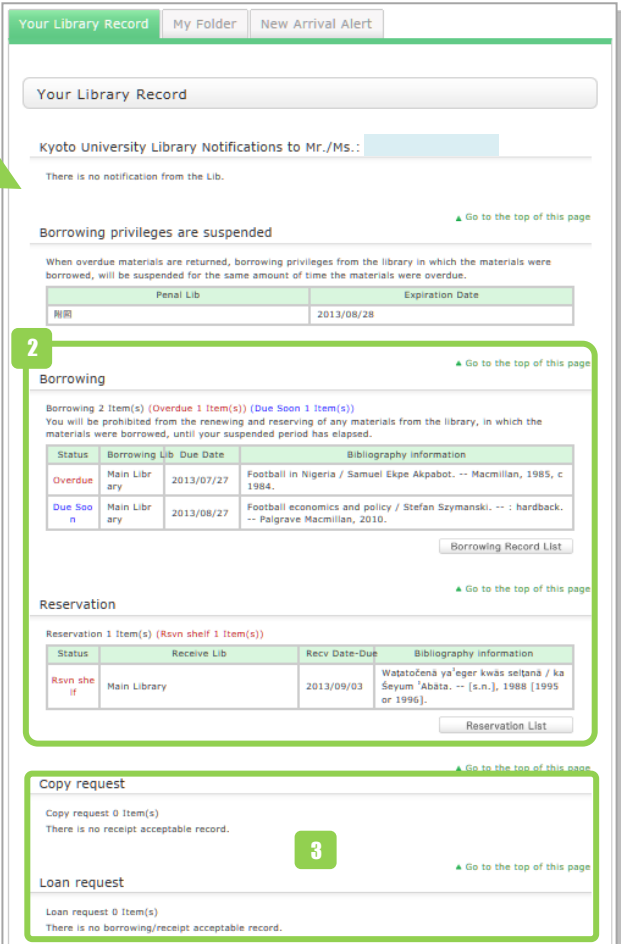 Your Library Record My Folder New Arrival Alert
Your Library Record
Kyoto University Library Notifications to Mr./Ms.:
There is no notification from the Lib.
Go to the top of this page
Borrowing privileges are suspended
When overdue materials are returned, borrowing privileges from the library in which the materials were
borrowed, will be suspended for the same amount of time the materials were overdue.
Penal Lib Expiration Date
附図 2013/08/28
2
Go to the top of this page
Borrowing
Borrowing 2 Item(s) (Overdue 1 Item(s)) (Due Soon 1 Item(s))
You will be prohibited from the renewing and reserving of any materials from the library, in which the
materials were borrowed, until your suspended period has elapsed.
Status Borrowing Lib Due Date Bibliography information
Overdue Main Libr
ary 2013/07/27 Football in Nigeria / Samuel Ekpe Akpabot. -- Macmillan, 1985, c
1984.
Due Soo
n Main Libr
ary 2013/08/27 Football economics and policy / Stefan Szymanski. -- : hardback.
-- Palgrave Macmillan, 2010.
Borrowing Record List
Go to the top of this page
Reservation
Reservation 1 Item(s) (Rsvn shelf 1 Item(s))
Status Receive Lib Recv Date-Due Bibliography information
Rsvn she
lf Main Library 2013/09/03 Waṭatočenā ya'eger kwās selṭanā / ka
Śeyum 'Abāta. -- [s.n.], 1988 [1995
or 1996].
Reservation List
Go to the top of this page
Copy request
Copy request 0 Item(s)
There is no receipt acceptable record.
3
Go to the top of this page
Loan request
Loan request 0 Item(s)
There is no borrowing/receipt acceptable record.